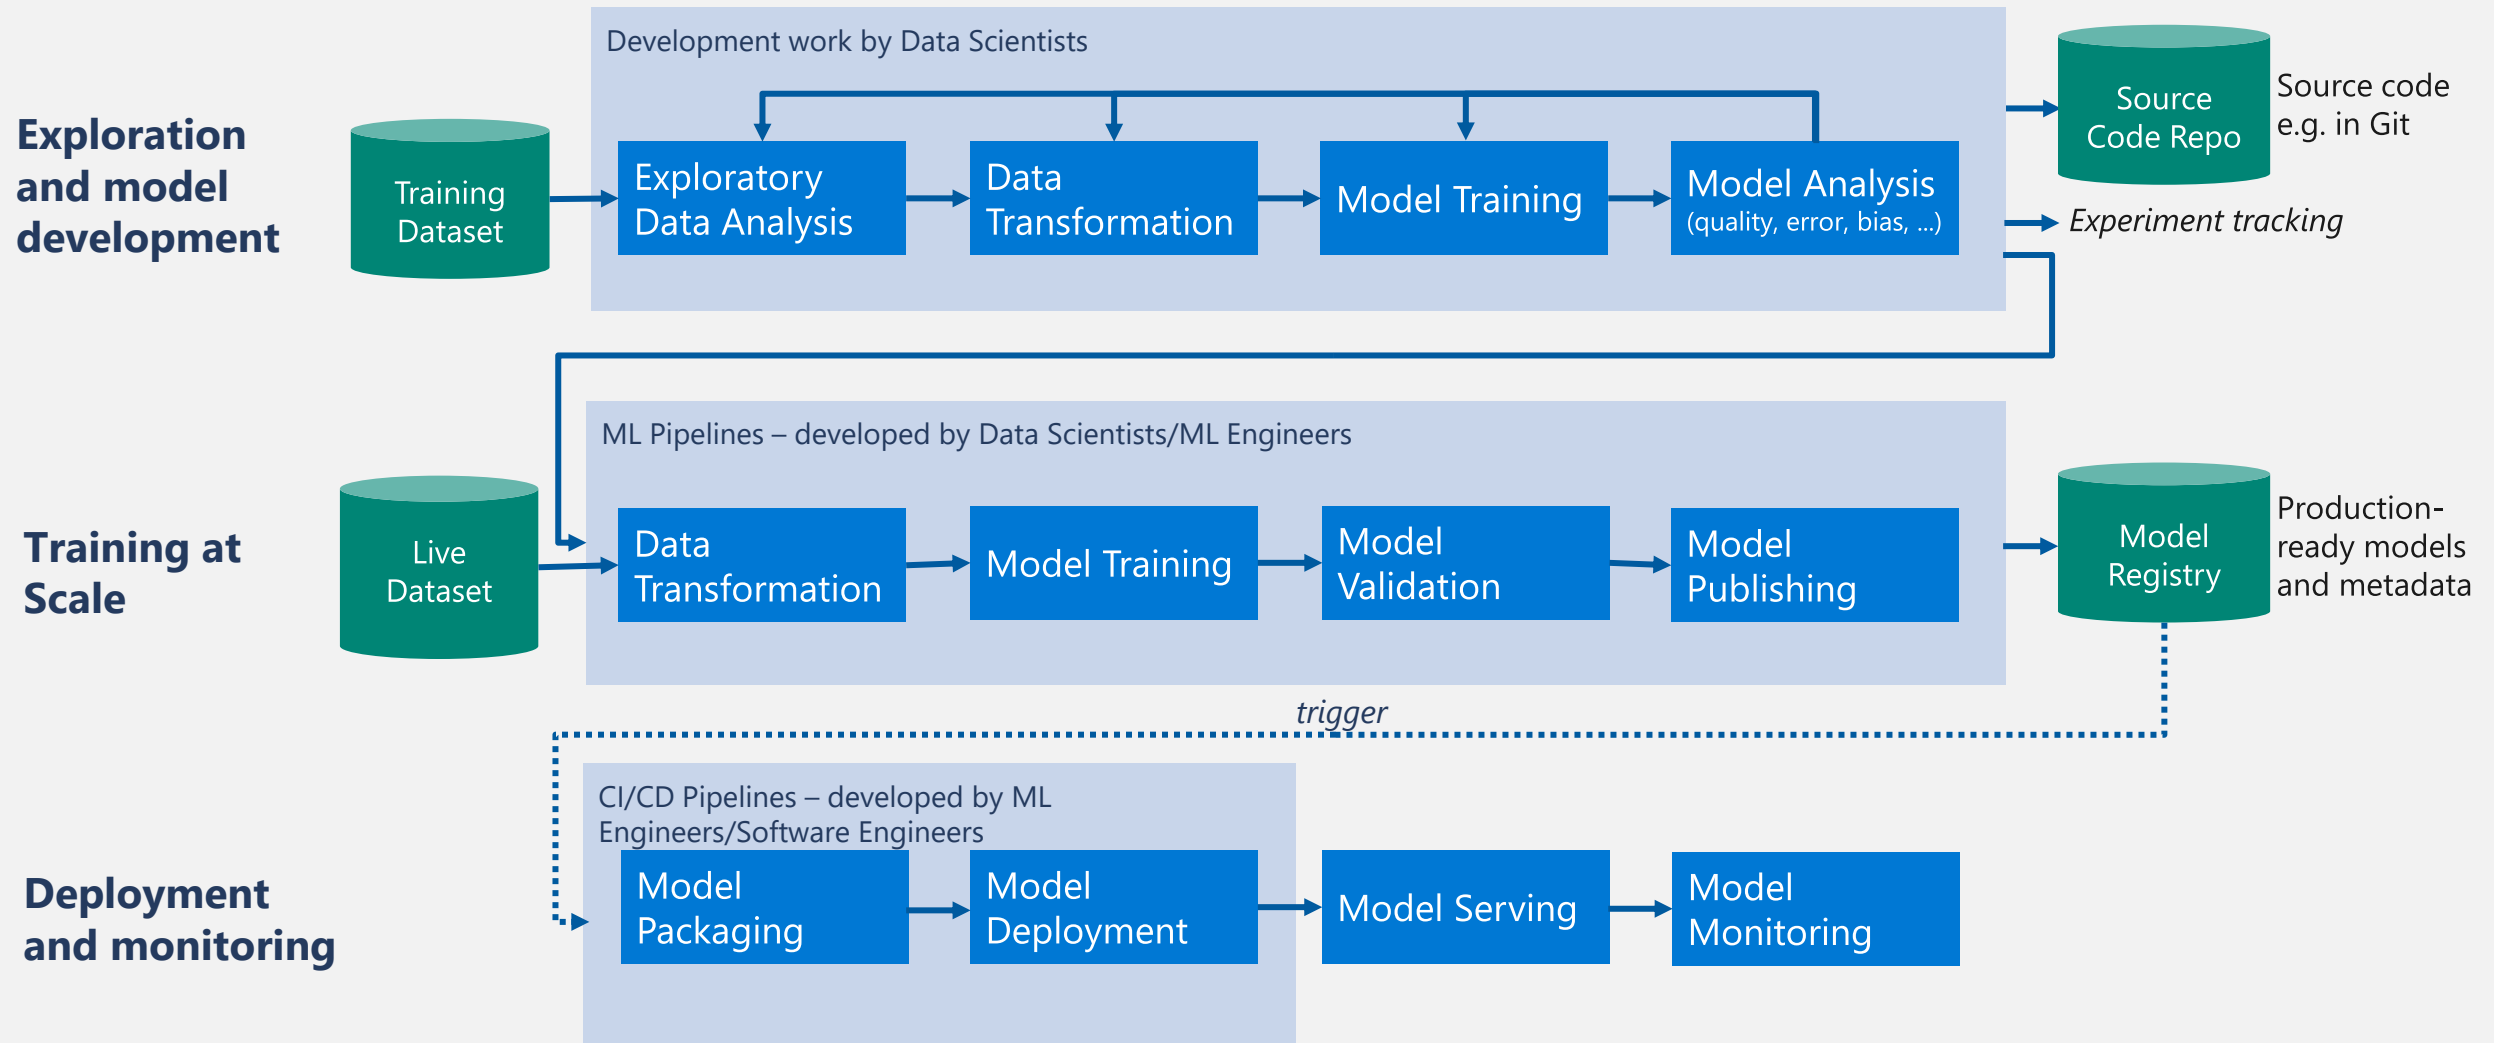 Development work by Data Scientists
Exploration
and model
development
Training
Dataset
Exploratory
Data Analysis
Data
Transformation
Model Training
Model Analysis
(quality, error, bias, ...)
Source
Code Repo
Source code
e.g. in Git
Experiment tracking
ML Pipelines – developed by Data Scientists/ML Engineers
Training at
Scale
Live
Dataset
Data
Transformation
Model Training
Model
Validation
Model
Publishing
Model
Registry
Production-
ready models
and metadata
trigger
CI/CD Pipelines – developed by ML
Engineers/Software Engineers
Deployment
and monitoring
Model
Packaging
Model
Deployment
Model Serving
Model
Monitoring